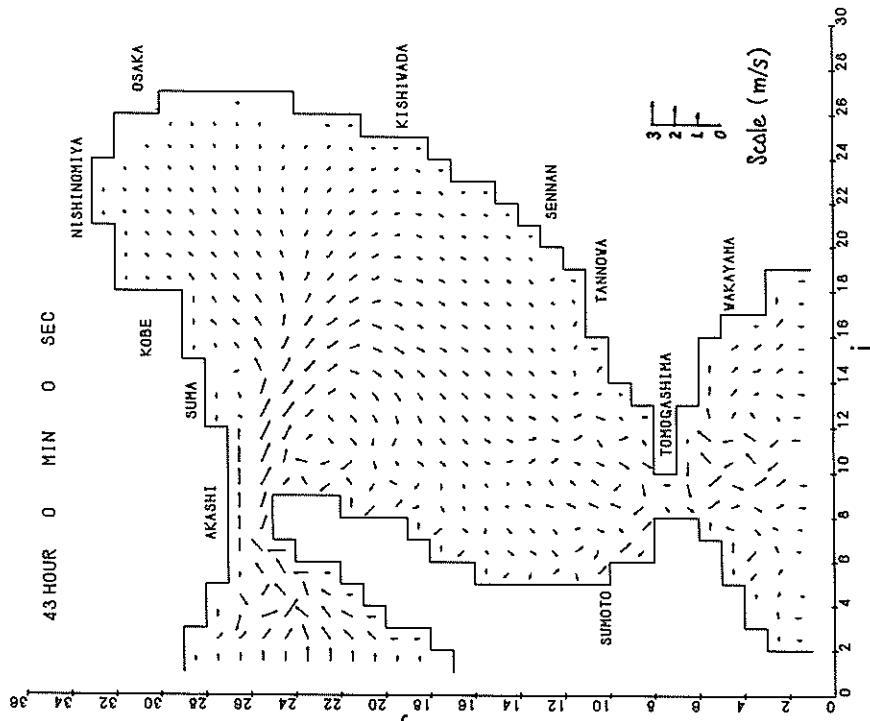 43 HOUR 0 MIN 0 SEC
NISHINOMIYA
OSAKA
KOBE
SUMA
AKASHI
KISHIWADA
SENNAN
TANNOWA
TOMOGASHIMA
WAKAYAMA
SUMOTO
3
2
1
0
Scale (m/s)
36
34
32
30
28
26
24
22
20
18
16
14
12
10
8
6
4
2
j
0 2 4 6 8 10 12 14 16 18 20 22 24 26 28 30
i